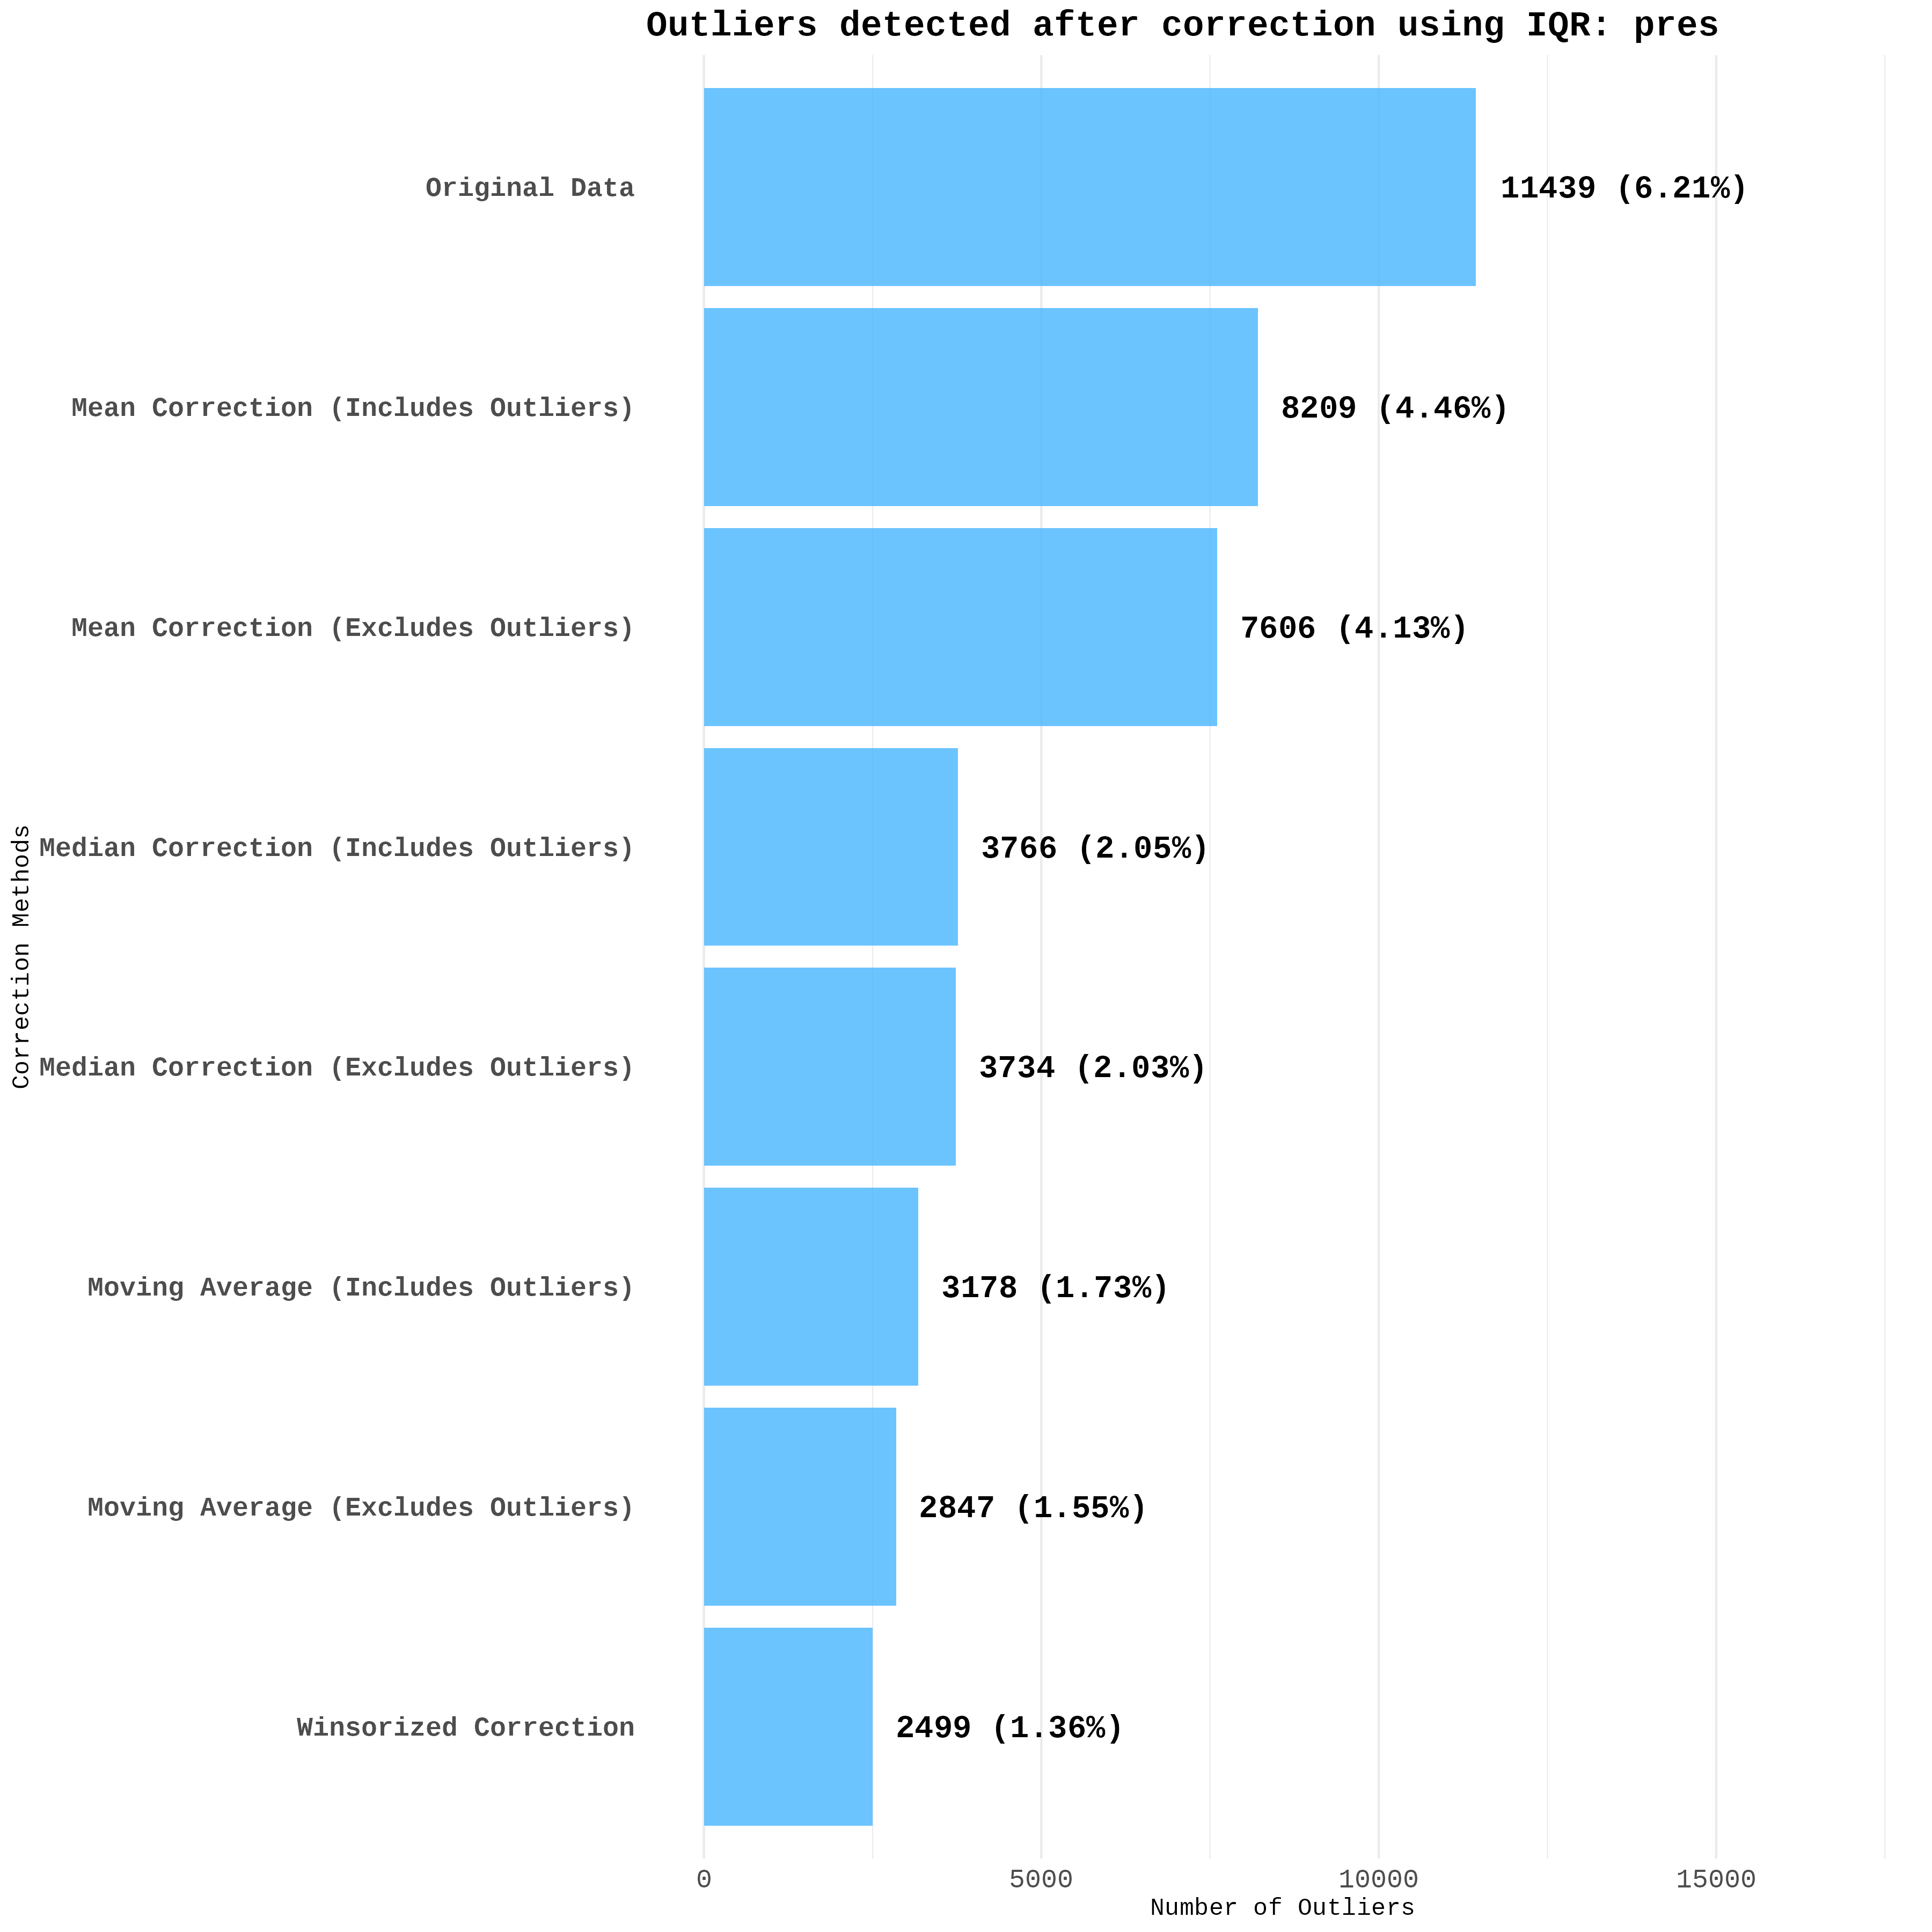 Outliers detected after correction using IQR: pres
Original Data
11439 (6.21%)
Mean Correction (Includes Outliers)
8209 (4.46%)
Mean Correction (Excludes Outliers)
7606 (4.13%)
Median Correction (Includes Outliers)
3766 (2.05%)
Median Correction (Excludes Outliers)
3734 (2.03%)
Moving Average (Includes Outliers)
3178 (1.73%)
Moving Average (Excludes Outliers)
2847 (1.55%)
Winsorized Correction
2499 (1.36%)
Correction Methods
0 5000 10000 15000
Number of Outliers